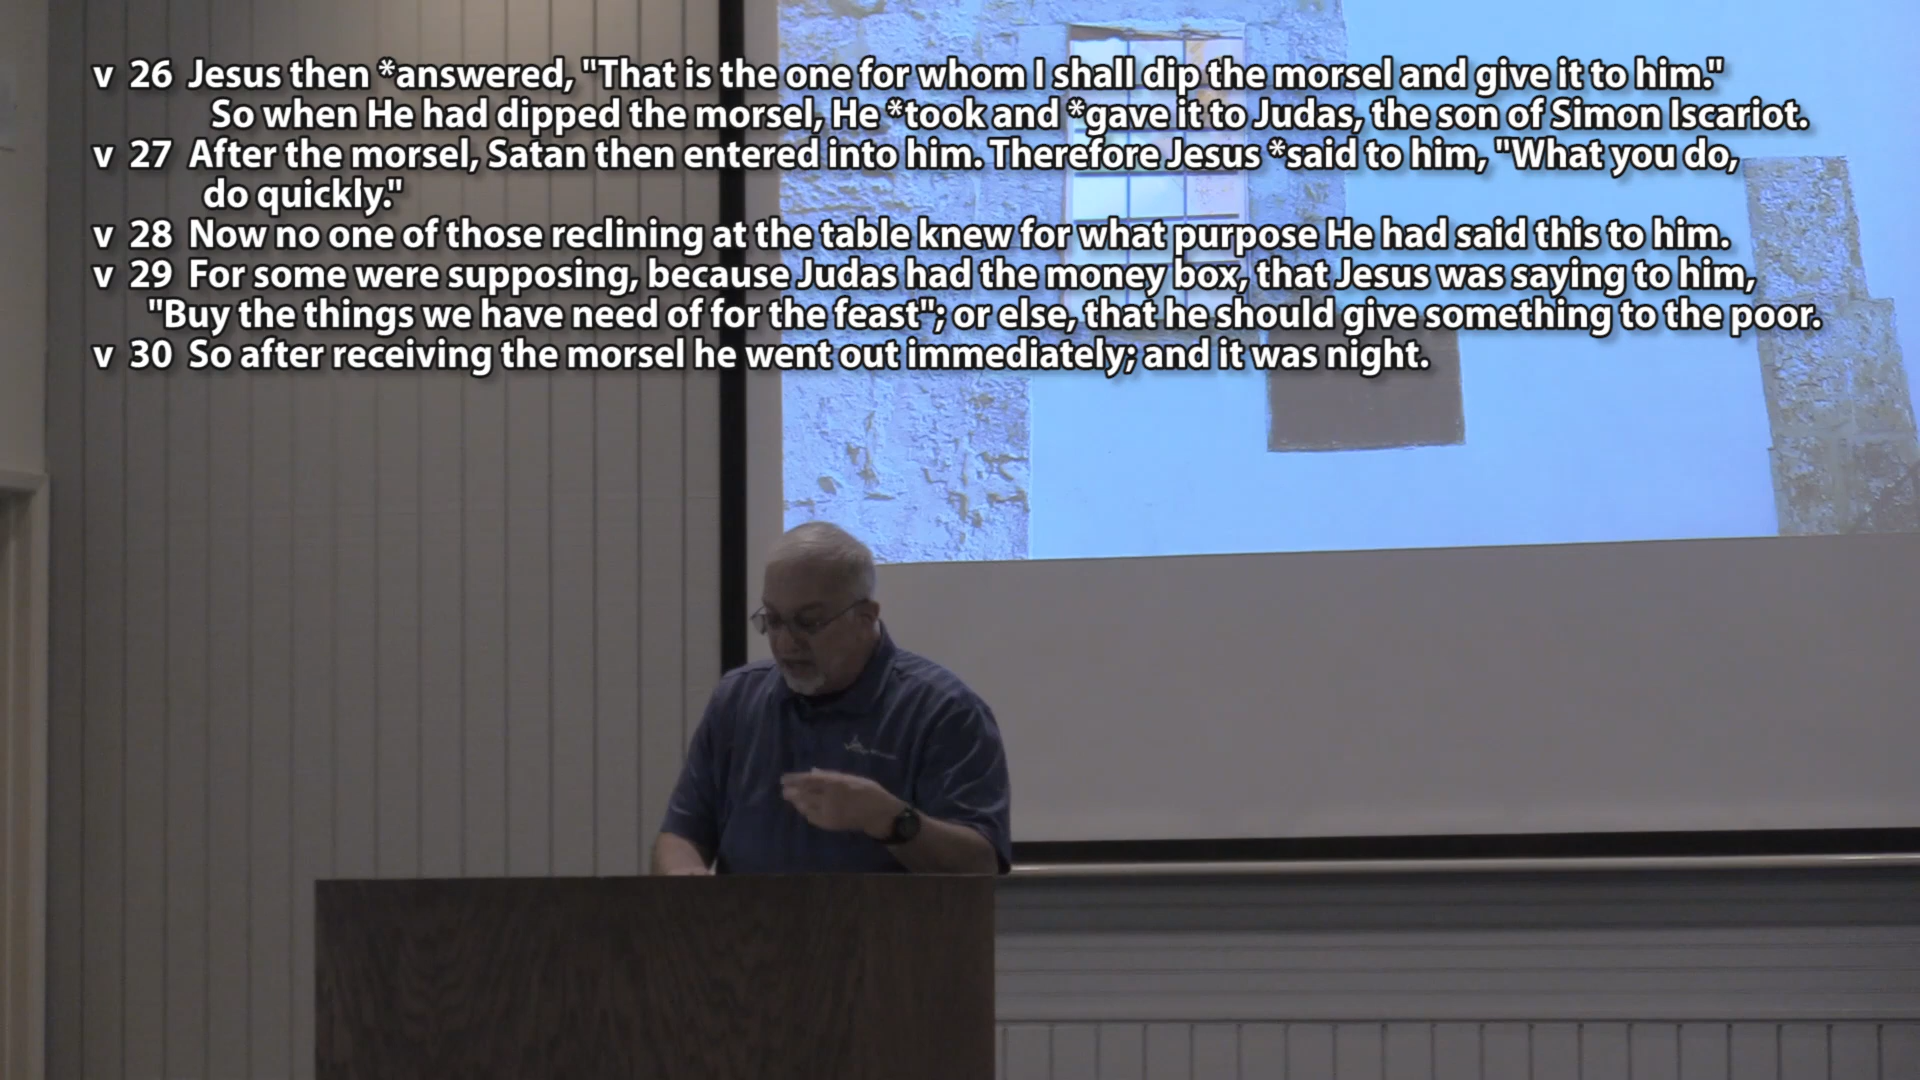 v 26 Jesus then *answered, "That is the one for whom I shall dip the morsel and give it to him."
So when He had dipped the morsel, He *took and *gave it to Judas, the son of Simon Iscariot.
v 27 After the morsel, Satan then entered into him. Therefore Jesus *said to him, "What you do,
do quickly."
v 28 Now no one of those reclining at the table knew for what purpose He had said this to him.
v 29 For some were supposing, because Judas had the money box, that Jesus was saying to him,
"Buy the things we have need of for the feast"; or else, that he should give something to the poor.
v 30 So after receiving the morsel he went out immediately; and it was night.